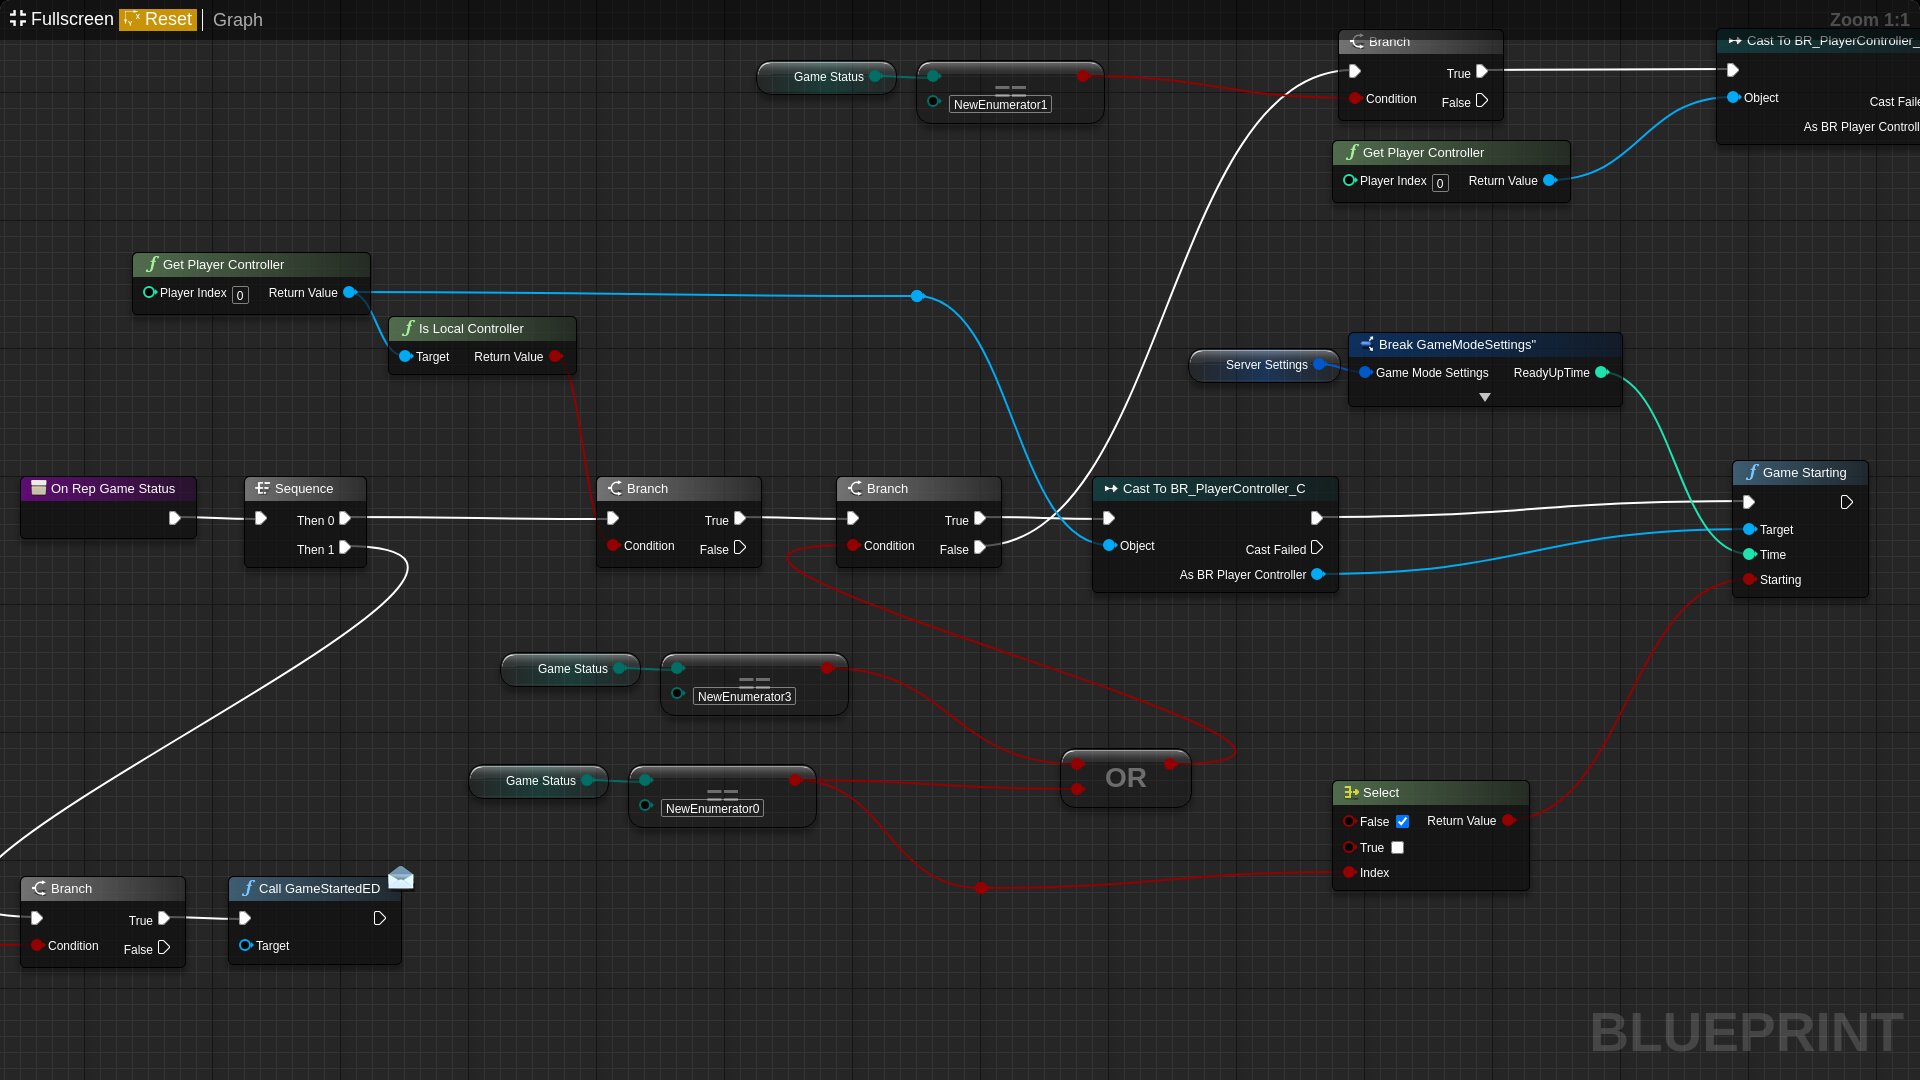 Fullscreen Reset Graph
Zoom 1:1
Game Status
==
NewEnumerator1
Branch
True
Condition
False
Cast To BR_PlayerController_
Object
Cast Faile
As BR Player Controll
Get Player Controller
Player Index 0 Return Value
Get Player Controller
Player Index 0 Return Value
Is Local Controller
Target Return Value
Server Settings
Break GameModeSettings"
Game Mode Settings ReadyUpTime
On Rep Game Status
Sequence
Then 0
Then 1
Branch
True
Condition
False
Branch
True
Condition
False
Cast To BR_PlayerController_C
Object
Cast Failed
As BR Player Controller
Game Starting
Target
Time
Starting
Game Status
==
NewEnumerator3
Game Status
==
NewEnumerator0
OR
Select
False Return Value
True
Index
Branch
True
Condition
False
Call GameStartedED
Target
BLUEPRINT